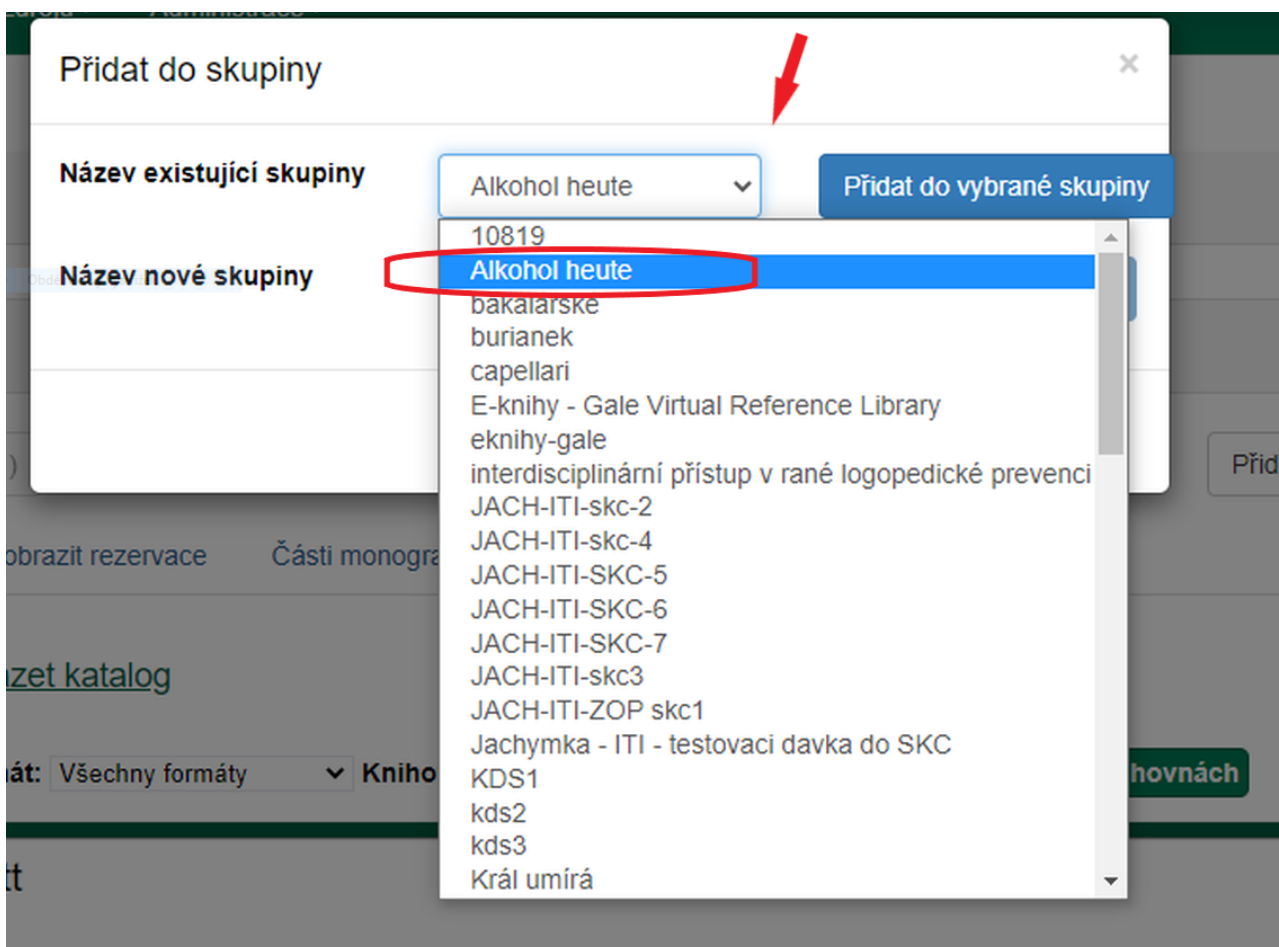 Přidat do skupiny ×
Název existující skupiny Alkohol heute Přidat do vybrané skupiny
10819
Název nové skupiny Alkohol heute
bakalarske
burianek
capellari
E-knihy - Gale Virtual Reference Library
eknihy-gale
interdisciplinární přístup v rané logopedické prevenci
JACH-ITI-skc-2
JACH-ITI-skc-4
JACH-ITI-SKC-5
JACH-ITI-SKC-6
JACH-ITI-SKC-7
JACH-ITI-skc3
JACH-ITI-ZOP skc1
Jachymka - ITI - testovaci davka do SKC
KDS1
kds2
kds3
Král umírá
) Přid
obrazit rezervace Části monogra
azet katalog
át: Všechny formáty Kniho hovnách
tt